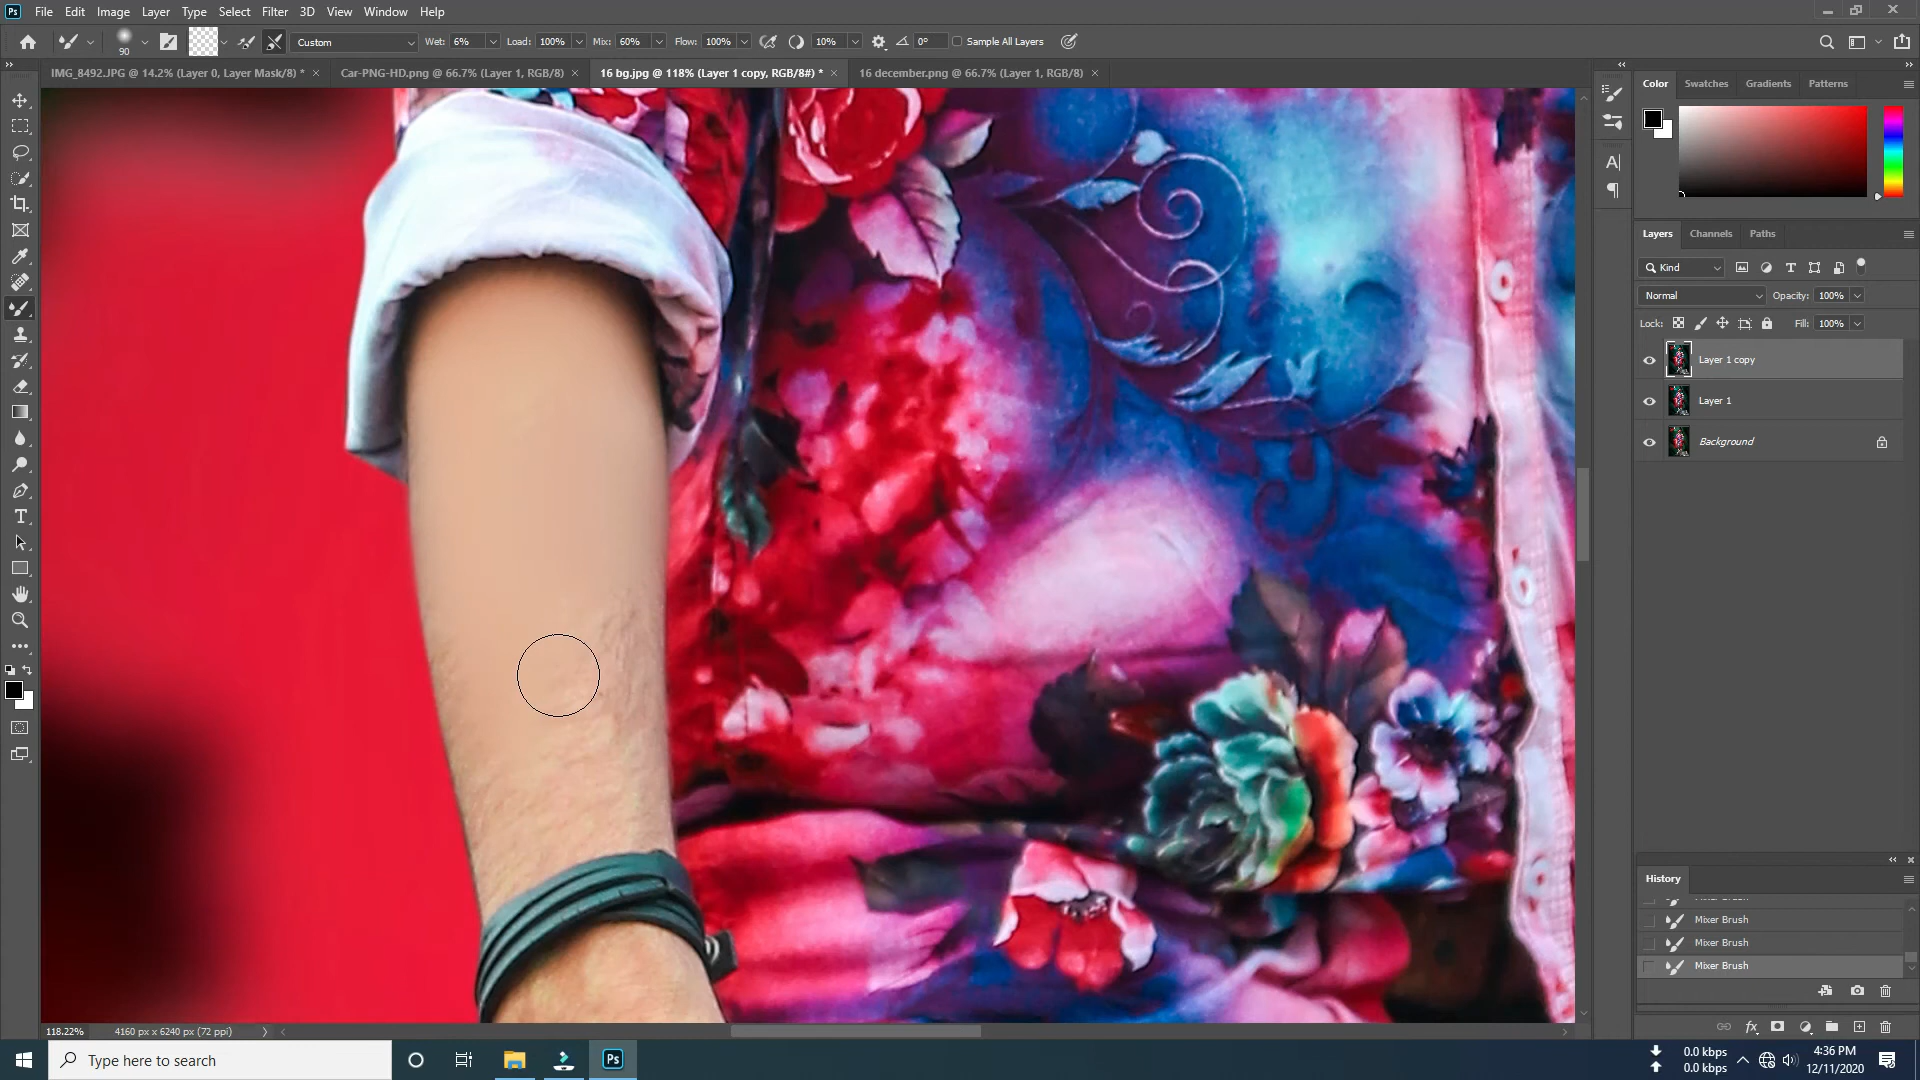 Ps File Edit Image Layer Type Select Filter 3D View Window Help
90 Custom Wet: 6% Load: 100% Mix: 60% Flow: 100% 10% 0° Sample All Layers
IMG_8492.JPG @ 14.2% (Layer 0, Layer Mask/8) * × Car-PNG-HD.png @ 66.7% (Layer 1, RGB/8) × 16 bg.jpg @ 118% (Layer 1 copy, RGB/8#) * × 16 december.png @ 66.7% (Layer 1, RGB/8) ×
Color Swatches Gradients Patterns
Layers Channels Paths
Kind
Normal Opacity: 100%
Lock: Fill: 100%
Layer 1 copy
Layer 1
Background
History
Mixer Brush
Mixer Brush
Mixer Brush
118.22% 4160 px x 6240 px (72 ppi)
Type here to search
Ps
0.0 kbps
0.0 kbps
4:36 PM
12/11/2020